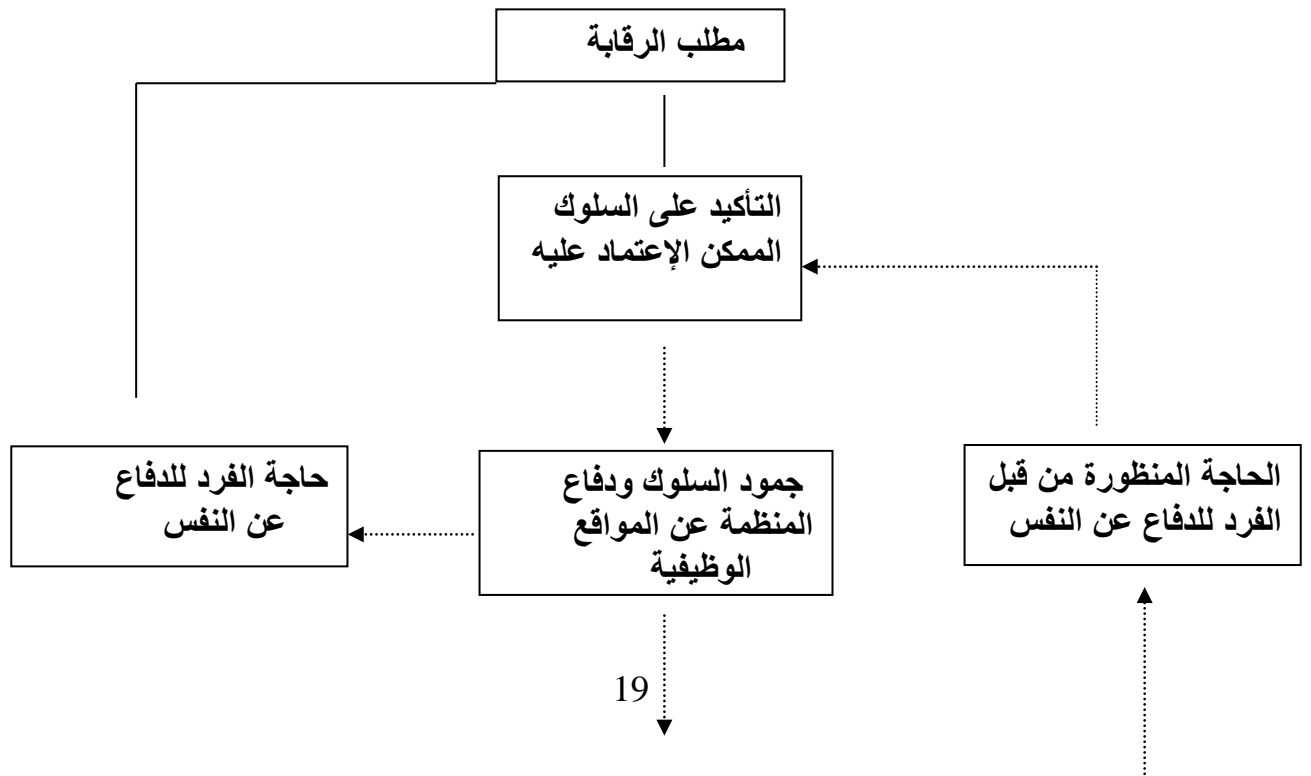 مطلب الرقابة
التأكيد على السلوك
الممكن الإعتماد عليه
الحاجة المنظورة من قبل
الفرد للدفاع عن النفس
جمود السلوك ودفاع
المنظمة عن المواقع
الوظيفية
حاجة الفرد للدفاع
عن النفس
19